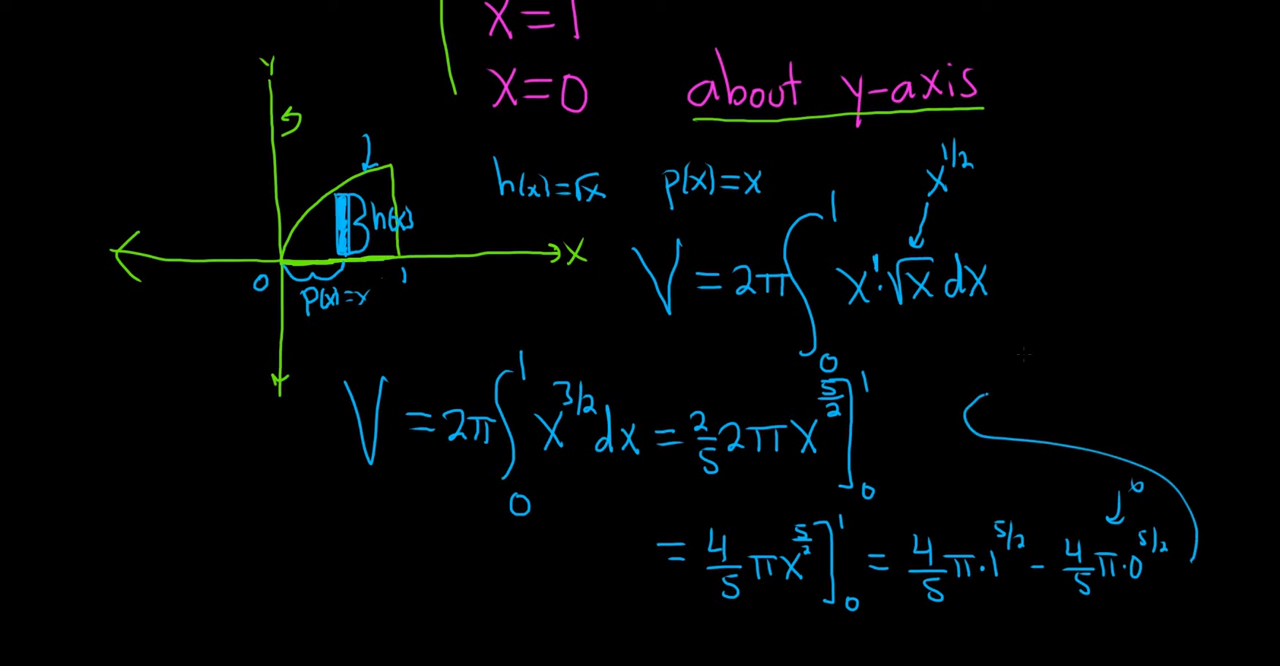 x = 1
x = 0
about y-axis
Y
h(x) = √x
p(x) = x
x^{1/2}
h(x)
X
0
1
p(x) = x
V = 2π ∫_0^1 x^1 · √x dx
V = 2π ∫_0^1 x^{3/2} dx = 2/5 2π x^{5/2} ]_0^1
0
= 4/5 π x^{5/2} ]_0^1 = 4/5 π · 1^{5/2} - 4/5 π · 0^{5/2}